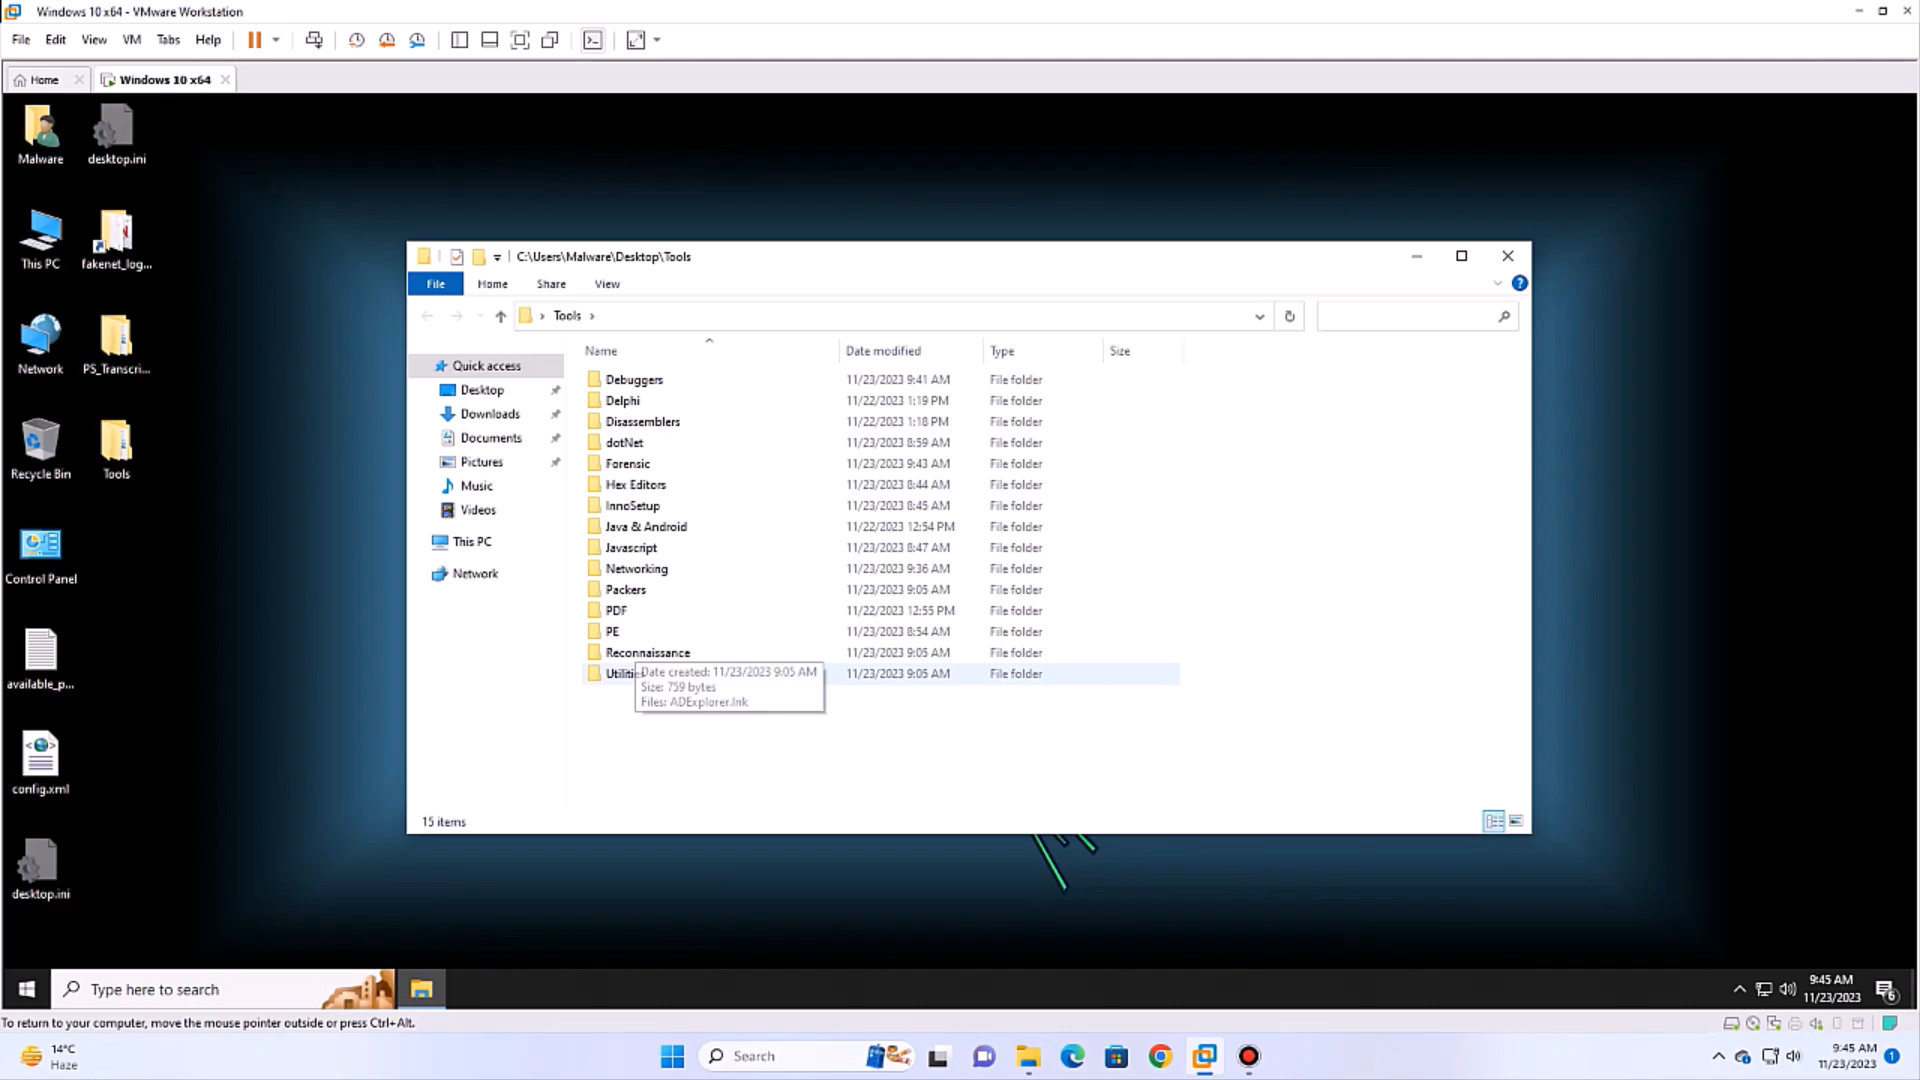 Windows 10 x64 - VMware Workstation
File Edit View VM Tabs Help
Home Windows 10 x64
Malware desktop.ini
This PC fakenet_log...
Network PS_Transcri...
Recycle Bin Tools
Control Panel
available_p...
config.xml
desktop.ini
C:\Users\Malware\Desktop\Tools
File Home Share View
Tools
Quick access
Desktop
Downloads
Documents
Pictures
Music
Videos
This PC
Network
Name Date modified Type Size
Debuggers 11/23/2023 9:41 AM File folder
Delphi 11/22/2023 1:19 PM File folder
Disassemblers 11/22/2023 1:18 PM File folder
dotNet 11/23/2023 8:59 AM File folder
Forensic 11/23/2023 9:43 AM File folder
Hex Editors 11/23/2023 8:44 AM File folder
InnoSetup 11/23/2023 8:45 AM File folder
Java & Android 11/22/2023 12:54 PM File folder
Javascript 11/23/2023 8:47 AM File folder
Networking 11/23/2023 9:36 AM File folder
Packers 11/23/2023 9:05 AM File folder
PDF 11/22/2023 12:55 PM File folder
PE 11/23/2023 8:54 AM File folder
Reconnaissance 11/23/2023 9:05 AM File folder
Utiliti 11/23/2023 9:05 AM File folder
Date created: 11/23/2023 9:05 AM
Size: 759 bytes
Files: ADExplorer.lnk
15 items
Type here to search
9:45 AM
11/23/2023
6
To return to your computer, move the mouse pointer outside or press Ctrl+Alt.
14°C
Haze
Search
9:45 AM
11/23/2023
1